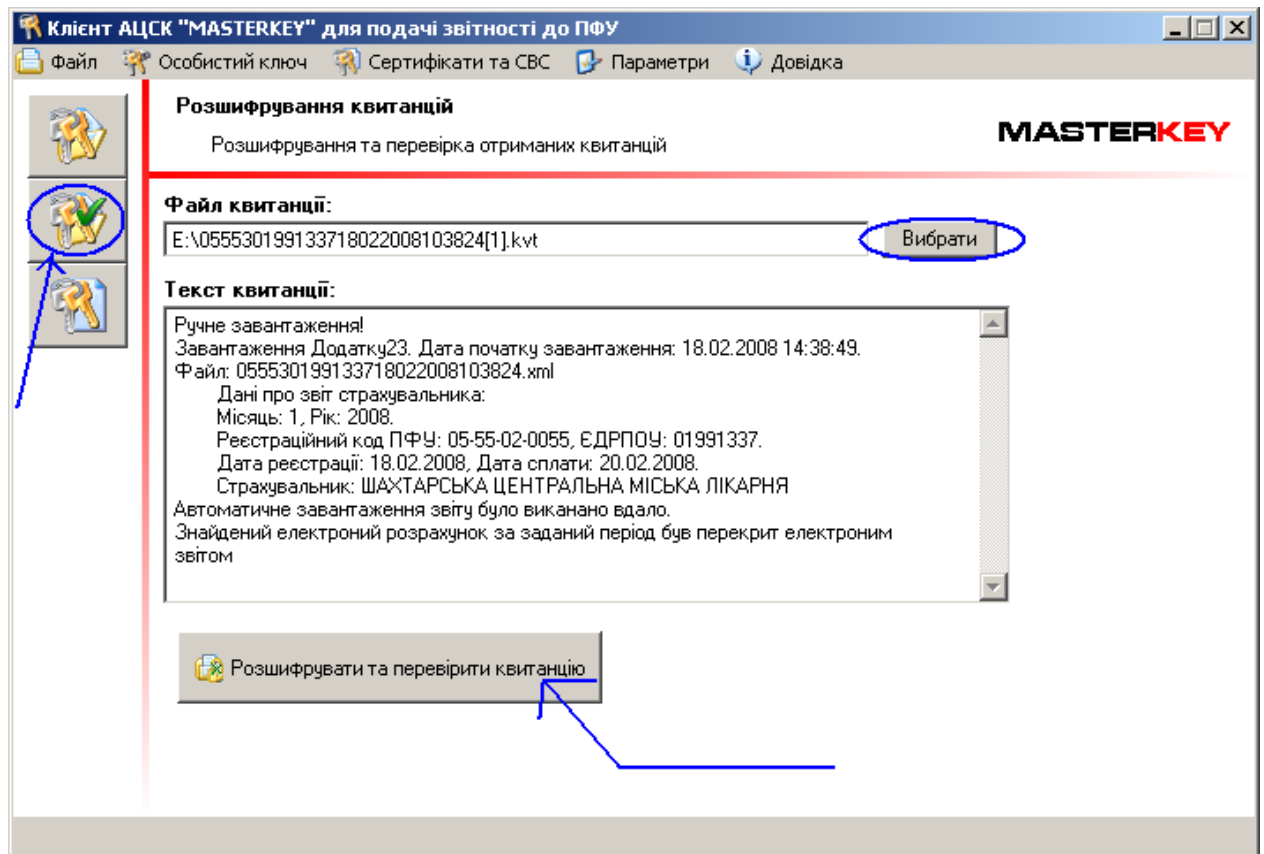 Клієнт АЦСК "MASTERKEY" для подачі звітності до ПФУ
Файл Особистий ключ Сертифікати та СВС Параметри Довідка
Розшифрування квитанцій
Розшифрування та перевірка отриманих квитанцій
MASTERKEY
Файл квитанції:
E:\055530199133718022008103824[1].kvt
Вибрати
Текст квитанції:
Ручне завантаження!
Завантаження Додатку23. Дата початку завантаження: 18.02.2008 14:38:49.
Файл: 055530199133718022008103824.xml
Дані про звіт страхувальника:
Місяць: 1, Рік: 2008.
Реєстраційний код ПФУ: 05-55-02-0055, ЄДРПОУ: 01991337.
Дата реєстрації: 18.02.2008, Дата сплати: 20.02.2008.
Страхувальник: ШАХТАРСЬКА ЦЕНТРАЛЬНА МІСЬКА ЛІКАРНЯ
Автоматичне завантаження звіту було виканано вдало.
Знайдений електроний розрахунок за заданий період був перекрит електроним
звітом
Розшифрувати та перевірити квитанцію